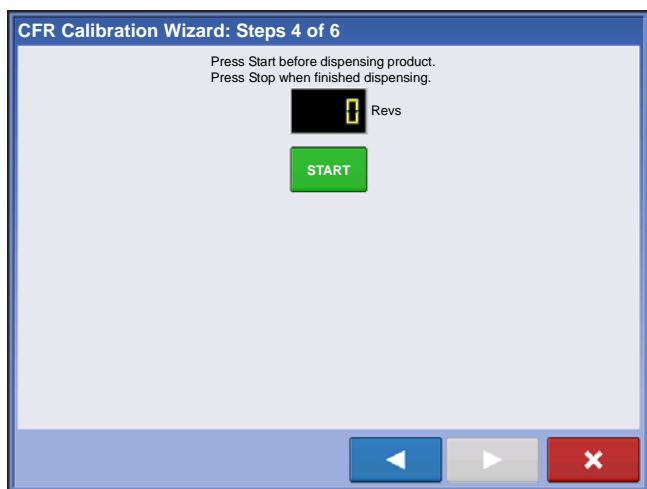 CFR Calibration Wizard: Steps 4 of 6
Press Start before dispensing product.
Press Stop when finished dispensing.
0 Revs
START